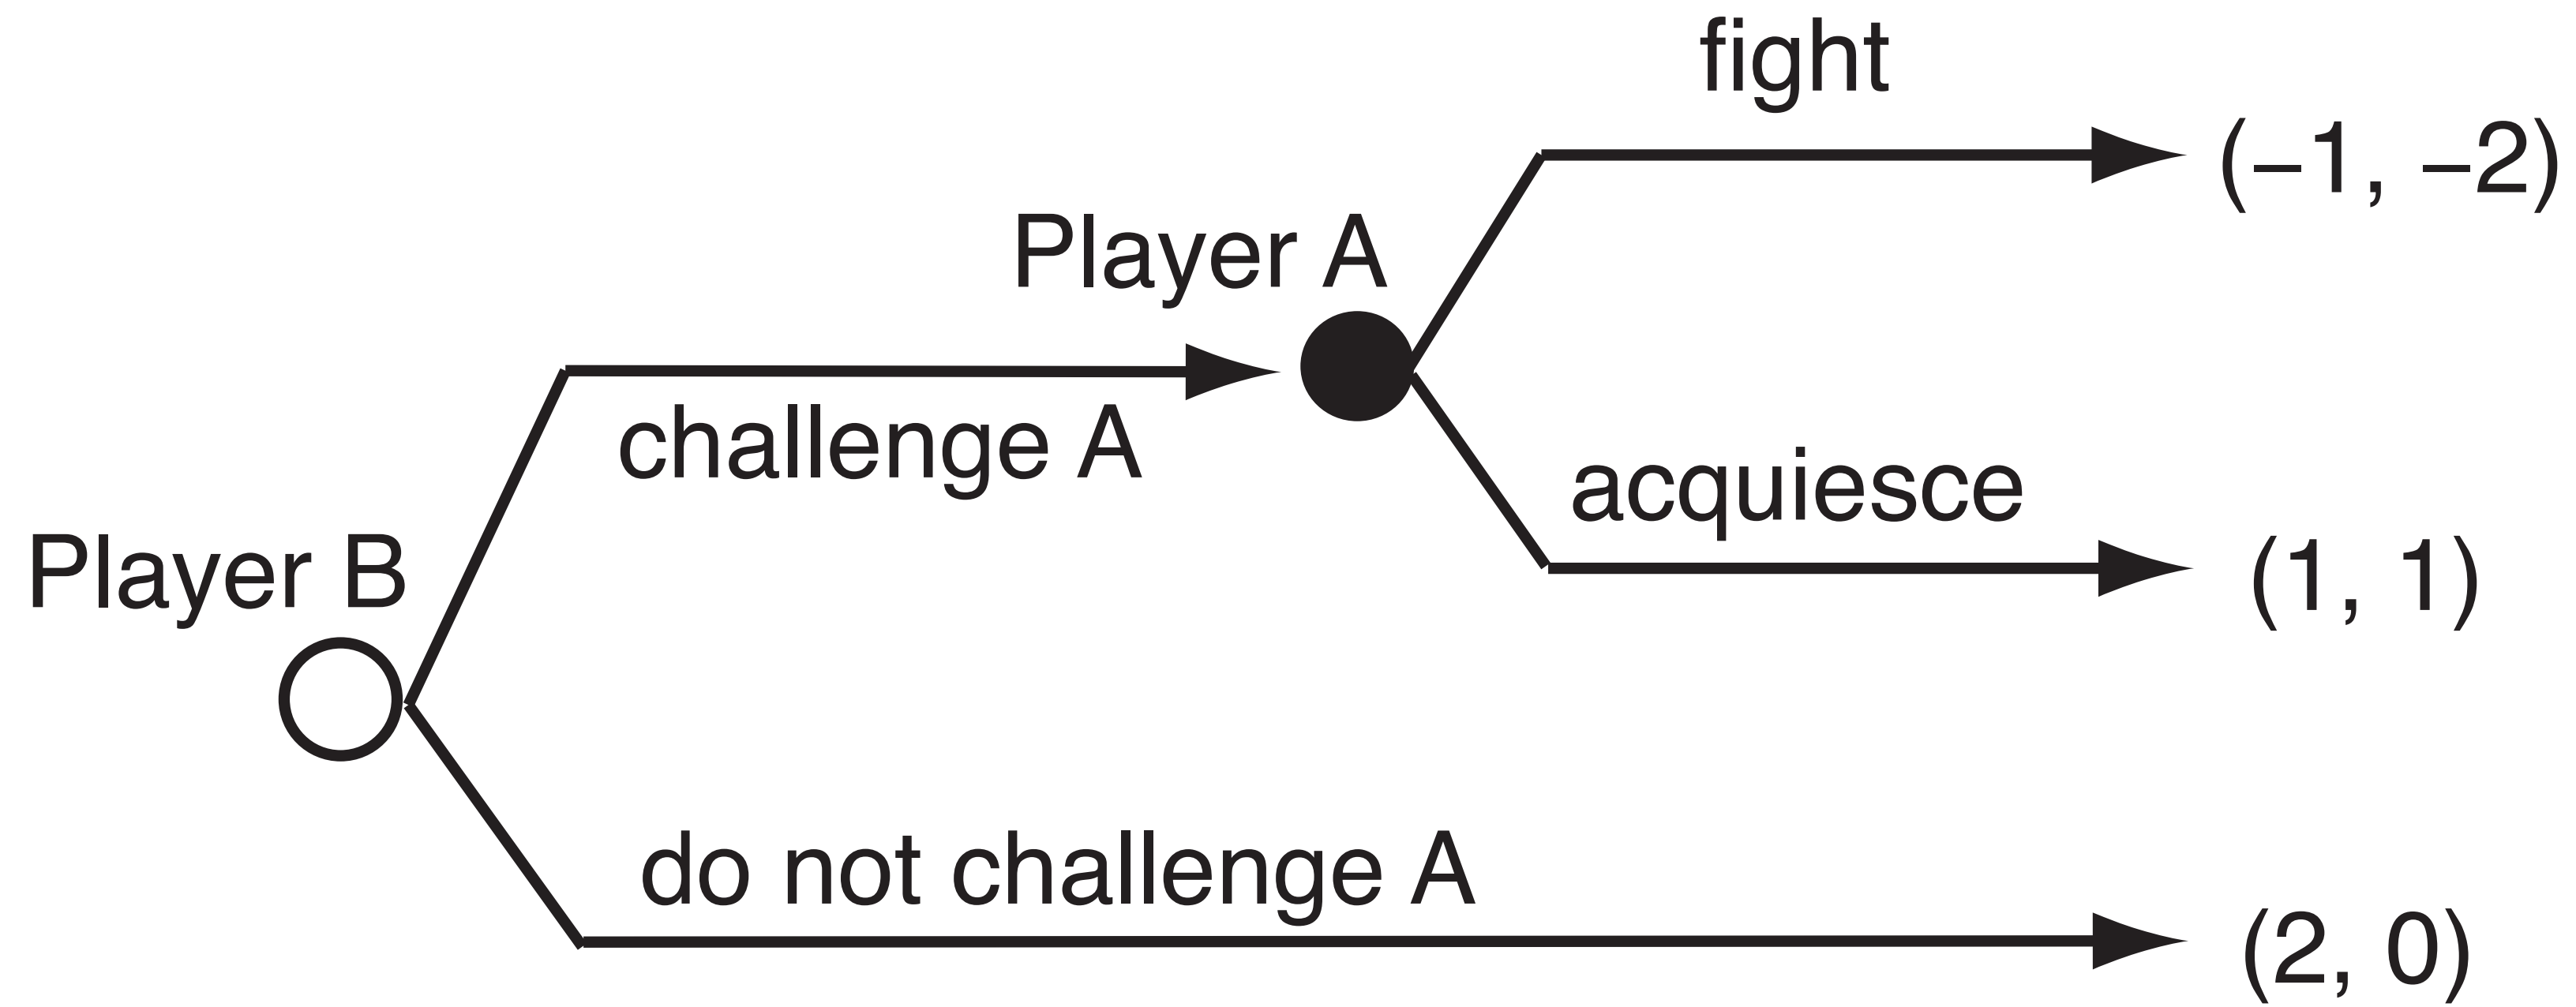 fight
(–1, –2)
Player A
challenge A
acquiesce
Player B
(1, 1)
do not challenge A
(2, 0)